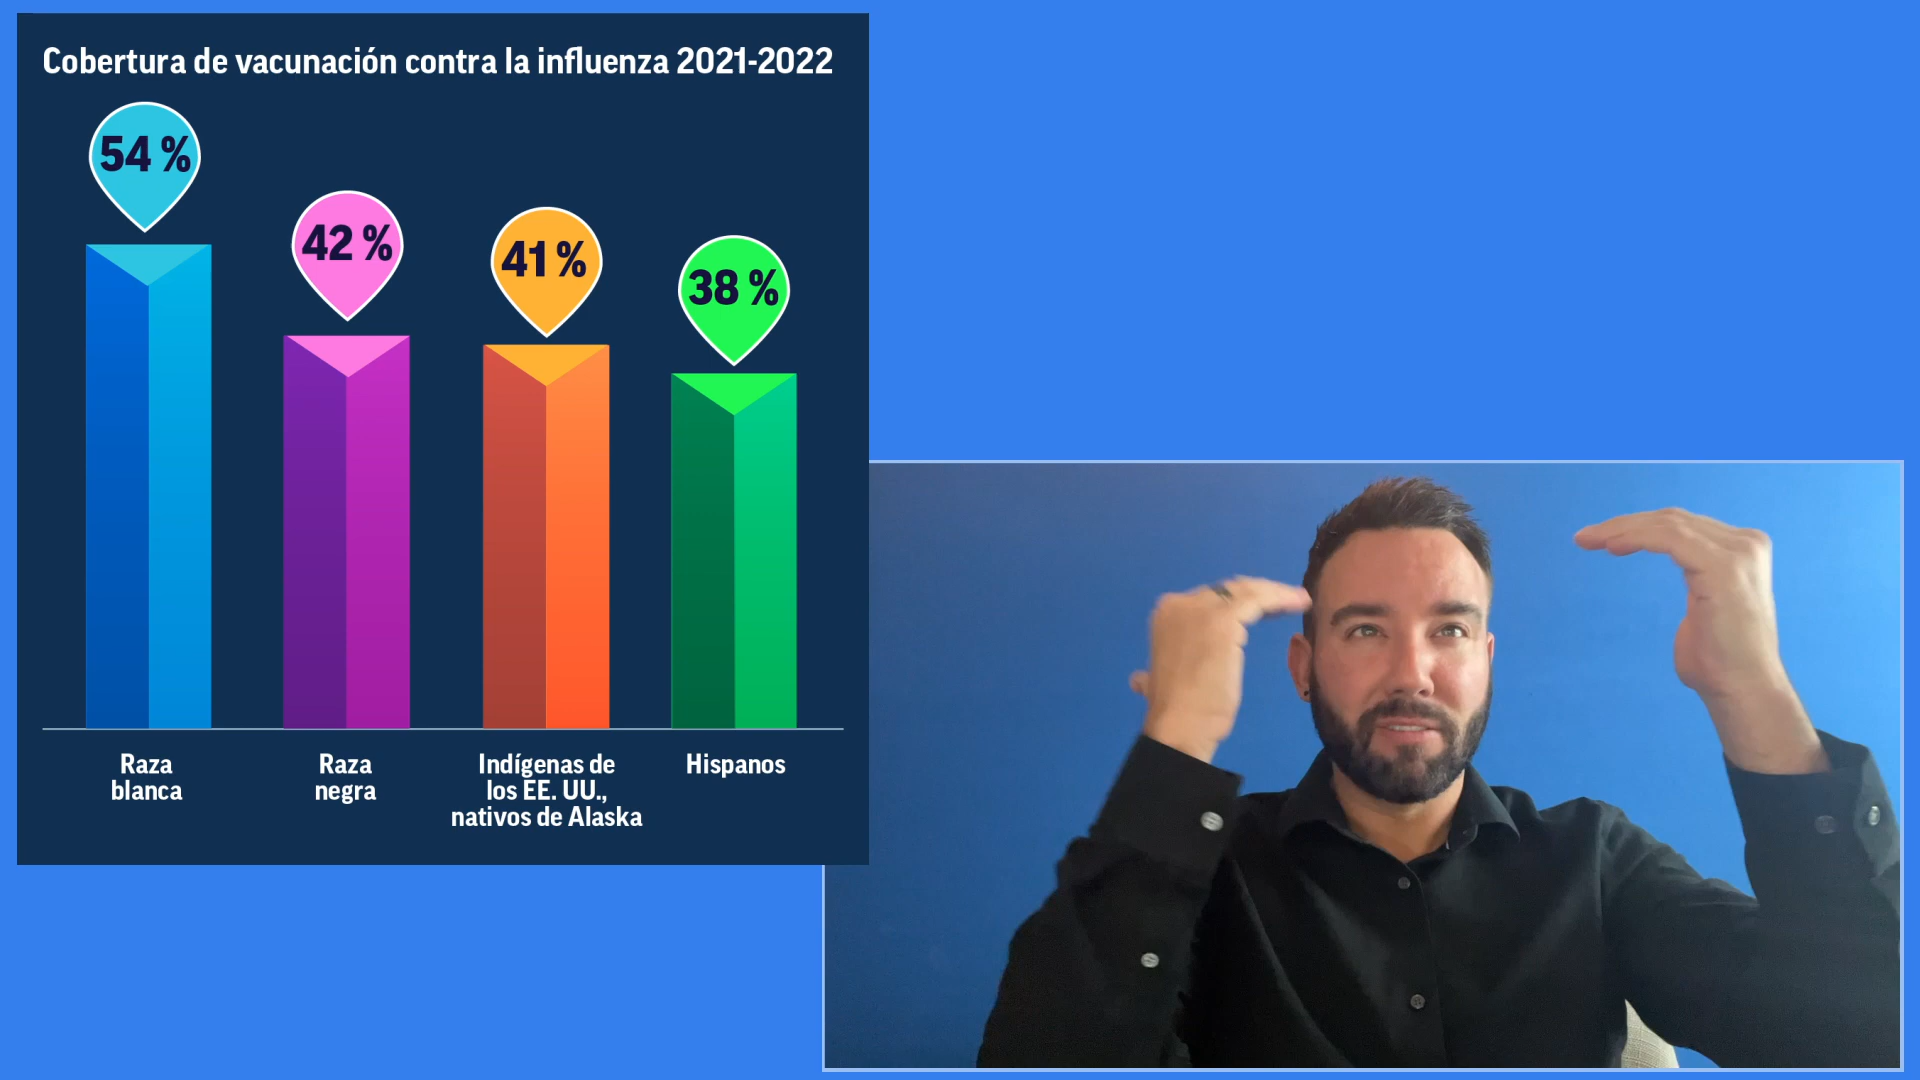 Cobertura de vacunación contra la influenza 2021-2022
54 %
42 %
41 %
38 %
Raza
blanca
Raza
negra
Indígenas de
los EE. UU.,
nativos de Alaska
Hispanos